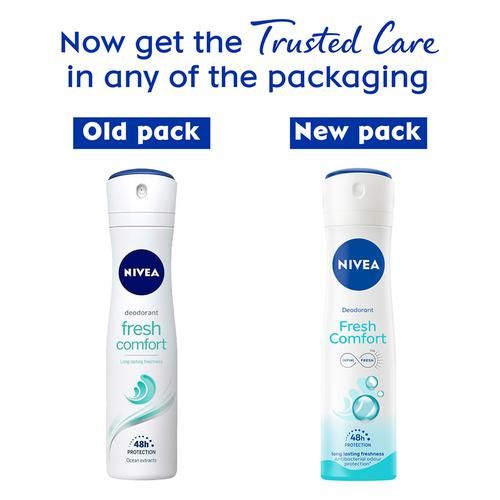 Now get the Trusted Care
in any of the packaging
Old pack
New pack
NIVEA
deodorant
fresh
comfort
Long lasting freshness
48h
PROTECTION
Ocean extracts
NIVEA
Deodorant
Fresh
Comfort
FRESH
48h
PROTECTION
long lasting freshness
Antibacterial odour
protection*